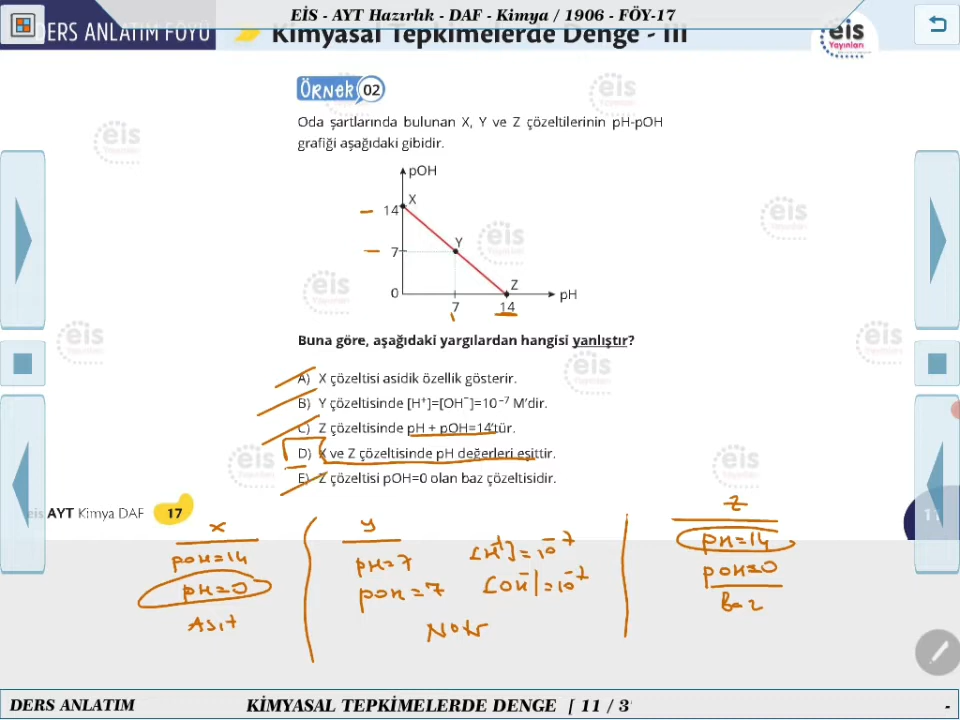 EİS - AYT Hazırlık - DAF - Kimya / 1906 - FÖY-17
DERS ANLATIM FÖYÜ
Kimyasal Tepkimelerde Denge - III
eis
Yayınları
ÖRNEK 02
Oda şartlarında bulunan X, Y ve Z çözeltilerinin pH-pOH
grafiği aşağıdaki gibidir.
pOH
X
14
Y
7
Z
0
pH
7
14
Buna göre, aşağıdaki yargılardan hangisi yanlıştır?
A) X çözeltisi asidik özellik gösterir.
B) Y çözeltisinde [H⁺]=[OH⁻]=10⁻⁷ M'dir.
C) Z çözeltisinde pH + pOH=14'tür.
D) X ve Z çözeltisinde pH değerleri eşittir.
E) Z çözeltisi pOH=0 olan baz çözeltisidir.
eis AYT Kimya DAF 17
11
x
pOH=14
pH=0
Asit
y
pH=7 [H⁺]=10⁻⁷
pOH=7 [OH⁻]=10⁻⁷
Nötr
Z
pH=14
pOH=0
Baz
DERS ANLATIM
KİMYASAL TEPKİMELERDE DENGE [ 11 / 3
-